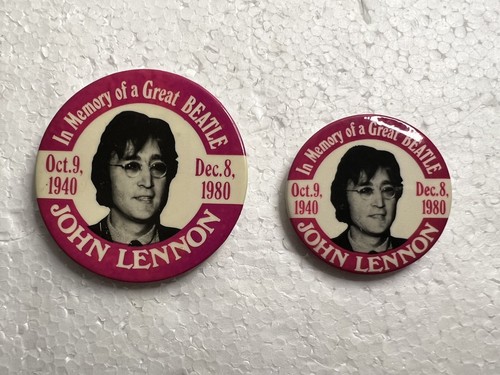 In Memory of a Great BEATLE
Oct. 9,
1940
Dec. 8,
1980
JOHN LENNON
In Memory of a Great BEATLE
Oct. 9,
1940
Dec. 8,
1980
JOHN LENNON